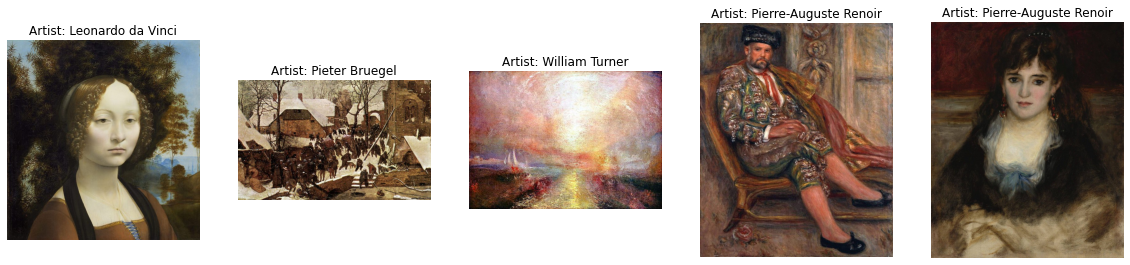 Artist: Leonardo da Vinci
Artist: Pieter Bruegel
Artist: William Turner
Artist: Pierre-Auguste Renoir
Artist: Pierre-Auguste Renoir